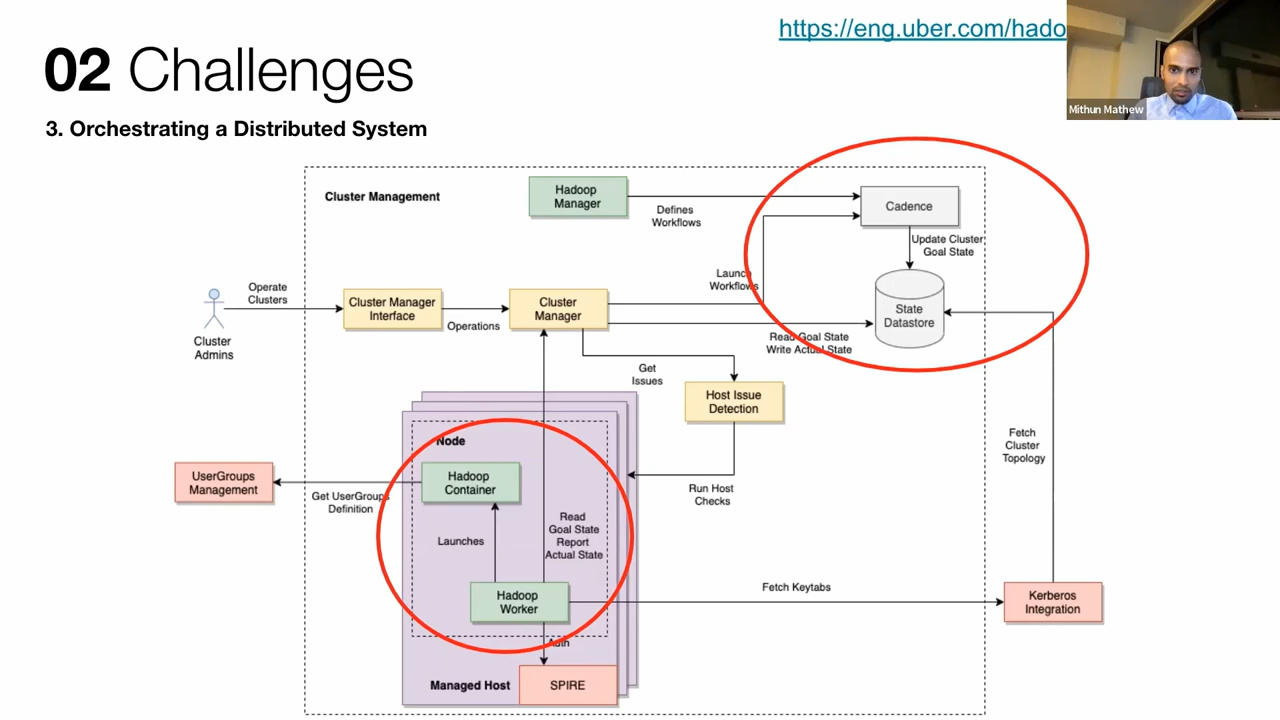 https://eng.uber.com/hado
02 Challenges
Mithun Mathew
3. Orchestrating a Distributed System
Cluster Management
Hadoop
Manager
Defines
Workflows
Cadence
Update Cluster
Goal State
Operate
Clusters
Cluster
Admins
Cluster Manager
Interface
Operations
Cluster
Manager
Launch
Workflows
State
Datastore
Read Goal State
Write Actual State
Get
Issues
Host Issue
Detection
Run Host
Checks
Fetch
Cluster
Topology
Node
UserGroups
Management
Get UserGroups
Definition
Hadoop
Container
Launches
Read
Goal State
Report
Actual State
Hadoop
Worker
Fetch Keytabs
Kerberos
Integration
Auth
Managed Host
SPIRE